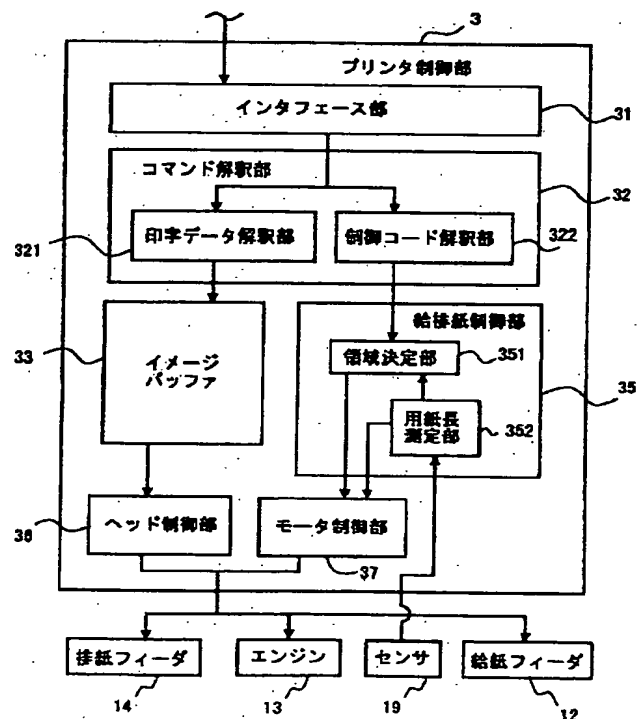 3
プリンタ制御部
インタフェース部
31
コマンド解釈部
32
印字データ解釈部
制御コード解釈部
321
322
給排紙制御部
33
イメージ
バッファ
領域決定部
351
35
用紙長
測定部
352
36
ヘッド制御部
モータ制御部
37
排紙フィーダ
エンジン
センサ
給紙フィーダ
14
13
19
12